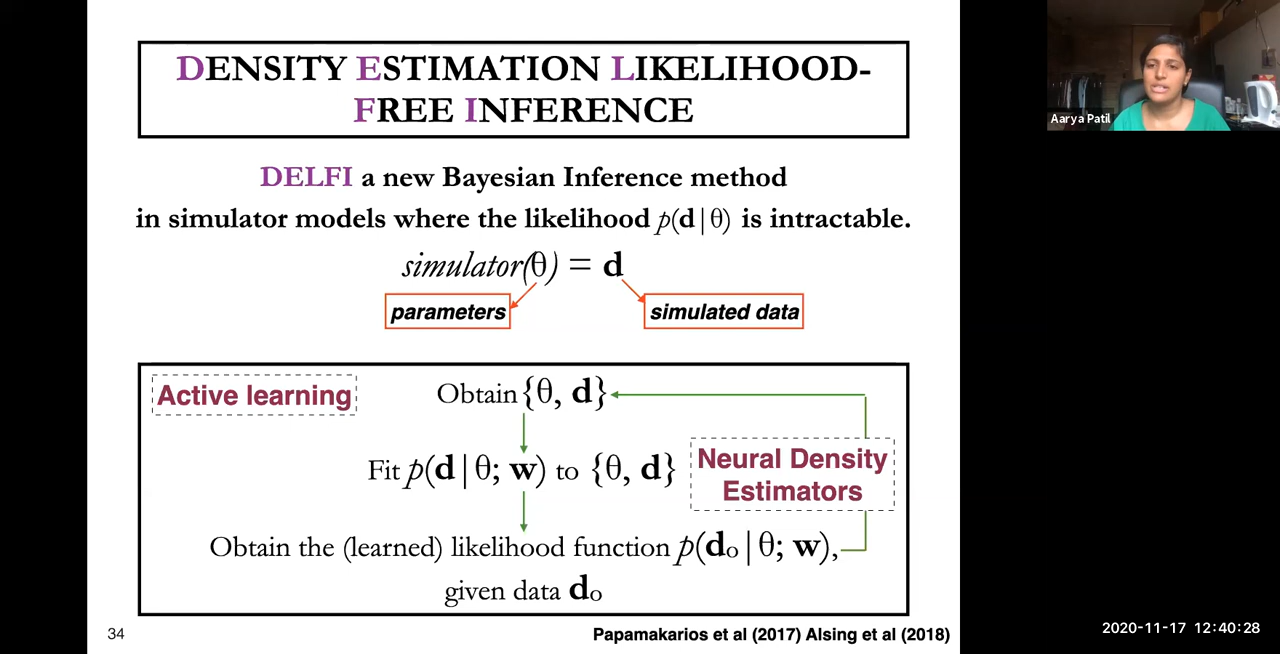 DENSITY ESTIMATION LIKELIHOOD-
FREE INFERENCE
DELFI a new Bayesian Inference method
in simulator models where the likelihood p(d|θ) is intractable.
simulator(θ) = d
parameters
simulated data
Active learning
Obtain {θ, d}
Fit p(d|θ; w) to {θ, d}
Neural Density
Estimators
Obtain the (learned) likelihood function p(do|θ; w),
given data do
34
Papamakarios et al (2017) Alsing et al (2018)
Aarya Patil
2020-11-17 12:40:28